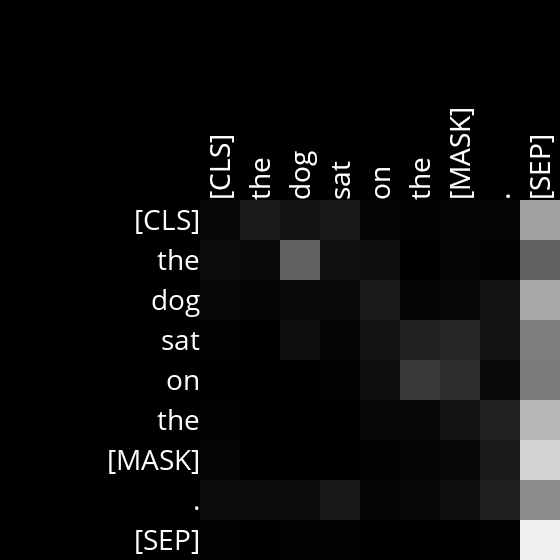 [CLS] the dog sat on the [MASK] . [SEP]
[CLS]
the
dog
sat
on
the
[MASK]
.
[SEP]